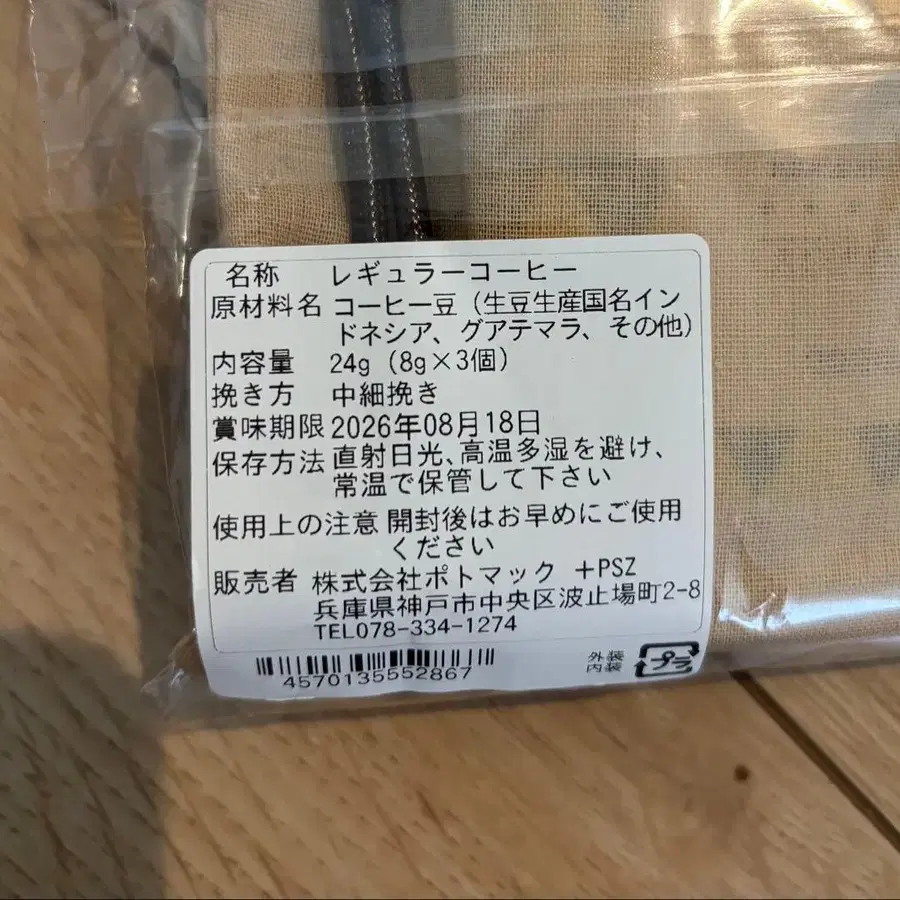 名称 レギュラーコーヒー
原材料名 コーヒー豆（生豆生産国名イン
ドネシア、グアテマラ、その他）
内容量 24g（8g×3個）
挽き方 中細挽き
賞味期限 2026年08月18日
保存方法 直射日光、高温多湿を避け、
常温で保管して下さい
使用上の注意 開封後はお早めにご使用
ください
販売者 株式会社ポトマック +PSZ
兵庫県神戸市中央区波止場町2-8
TEL078-334-1274
4570135552867
外装
内装
プラ